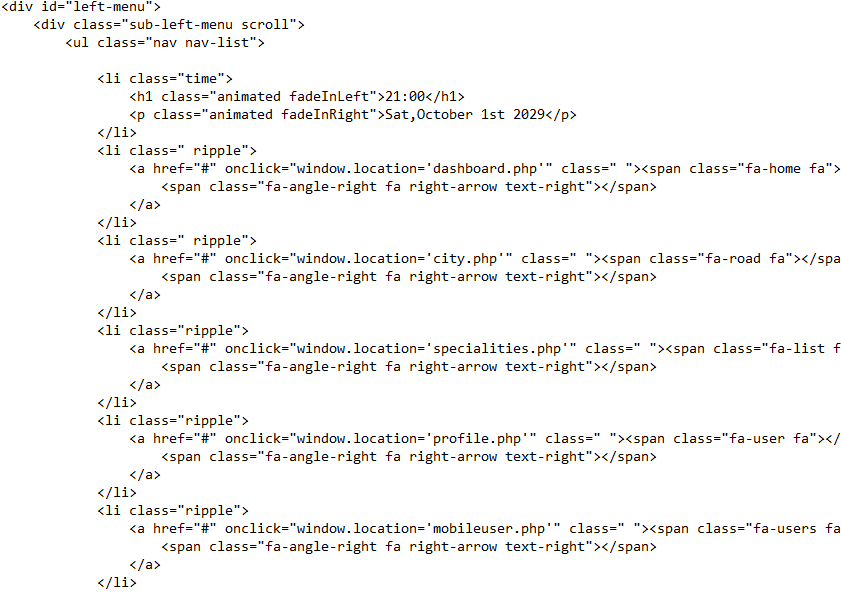 <div id="left-menu">
    <div class="sub-left-menu scroll">
        <ul class="nav nav-list">

            <li class="time">
                <h1 class="animated fadeInLeft">21:00</h1>
                <p class="animated fadeInRight">Sat,October 1st 2029</p>
            </li>
            <li class=" ripple">
                <a href="#" onclick="window.location='dashboard.php'" class=" "><span class="fa-home fa">
                    <span class="fa-angle-right fa right-arrow text-right"></span>
                </a>
            </li>
            <li class=" ripple">
                <a href="#" onclick="window.location='city.php'" class=" "><span class="fa-road fa"></spa
                    <span class="fa-angle-right fa right-arrow text-right"></span>
                </a>
            </li>
            <li class="ripple">
                <a href="#" onclick="window.location='specialities.php'" class=" "><span class="fa-list f
                    <span class="fa-angle-right fa right-arrow text-right"></span>
                </a>
            </li>
            <li class="ripple">
                <a href="#" onclick="window.location='profile.php'" class=" "><span class="fa-user fa"></
                    <span class="fa-angle-right fa right-arrow text-right"></span>
                </a>
            </li>
            <li class="ripple">
                <a href="#" onclick="window.location='mobileuser.php'" class=" "><span class="fa-users fa
                    <span class="fa-angle-right fa right-arrow text-right"></span>
                </a>
            </li>